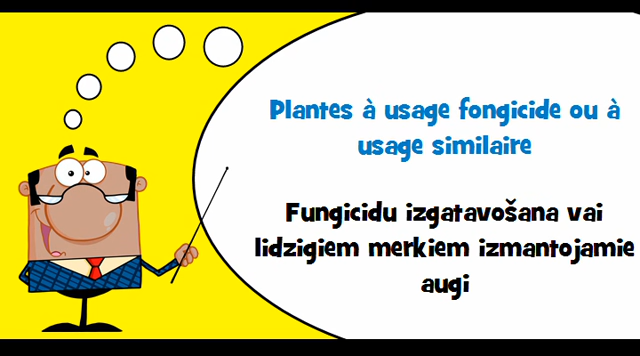 Plantes à usage fongicide ou à
usage similaire
Fungicidu izgatavošana vai
lidzigiem merkiem izmantojamie
augi